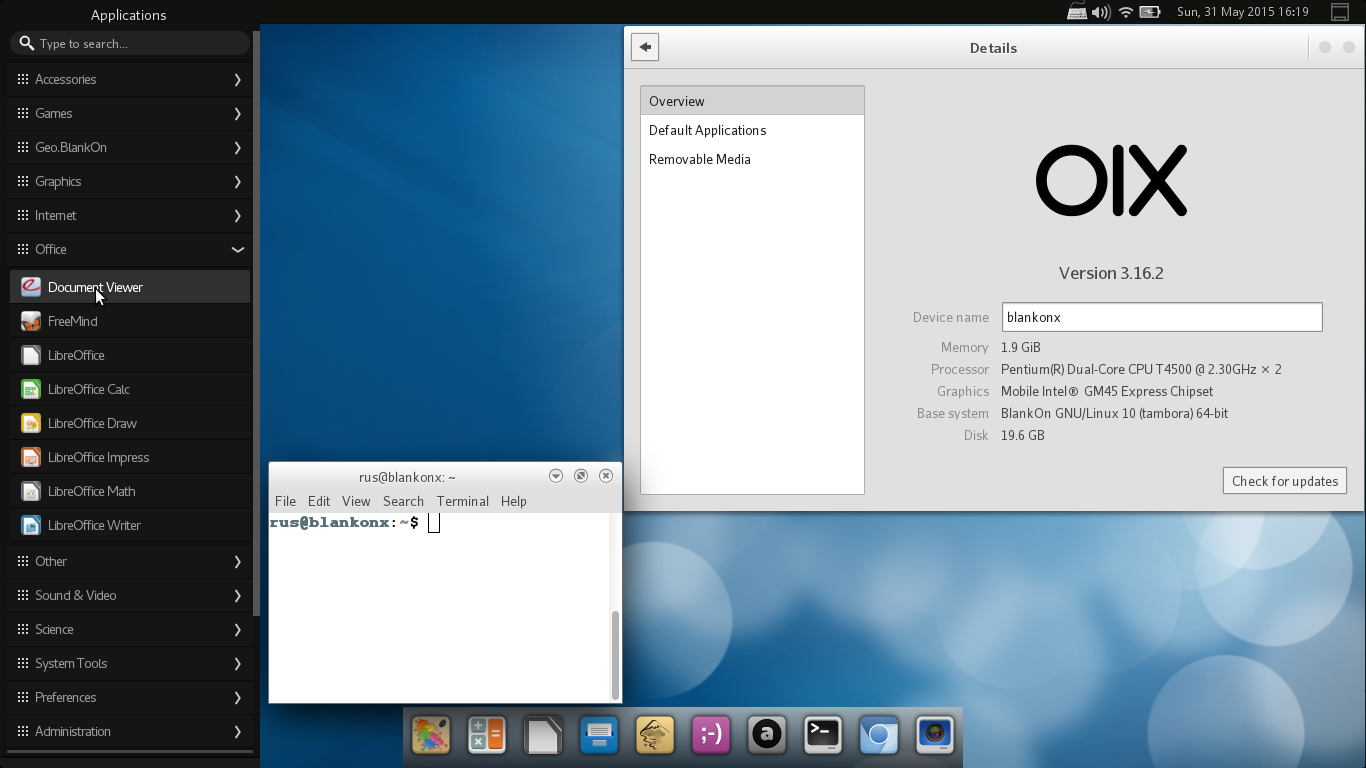 Applications
Type to search...
Accessories
Games
Geo.BlankOn
Graphics
Internet
Office
Document Viewer
FreeMind
LibreOffice
LibreOffice Calc
LibreOffice Draw
LibreOffice Impress
LibreOffice Math
LibreOffice Writer
Other
Sound & Video
Science
System Tools
Preferences
Administration
Sun, 31 May 2015 16:19
Details
Overview
Default Applications
Removable Media
OIX
Version 3.16.2
Device name blankonx
Memory 1.9 GiB
Processor Pentium(R) Dual-Core CPU T4500 @ 2.30GHz × 2
Graphics Mobile Intel® GM45 Express Chipset
Base system BlankOn GNU/Linux 10 (tambora) 64-bit
Disk 19.6 GB
Check for updates
rus@blankonx: ~
File Edit View Search Terminal Help
rus@blankonx:~$
;-)
a
>_